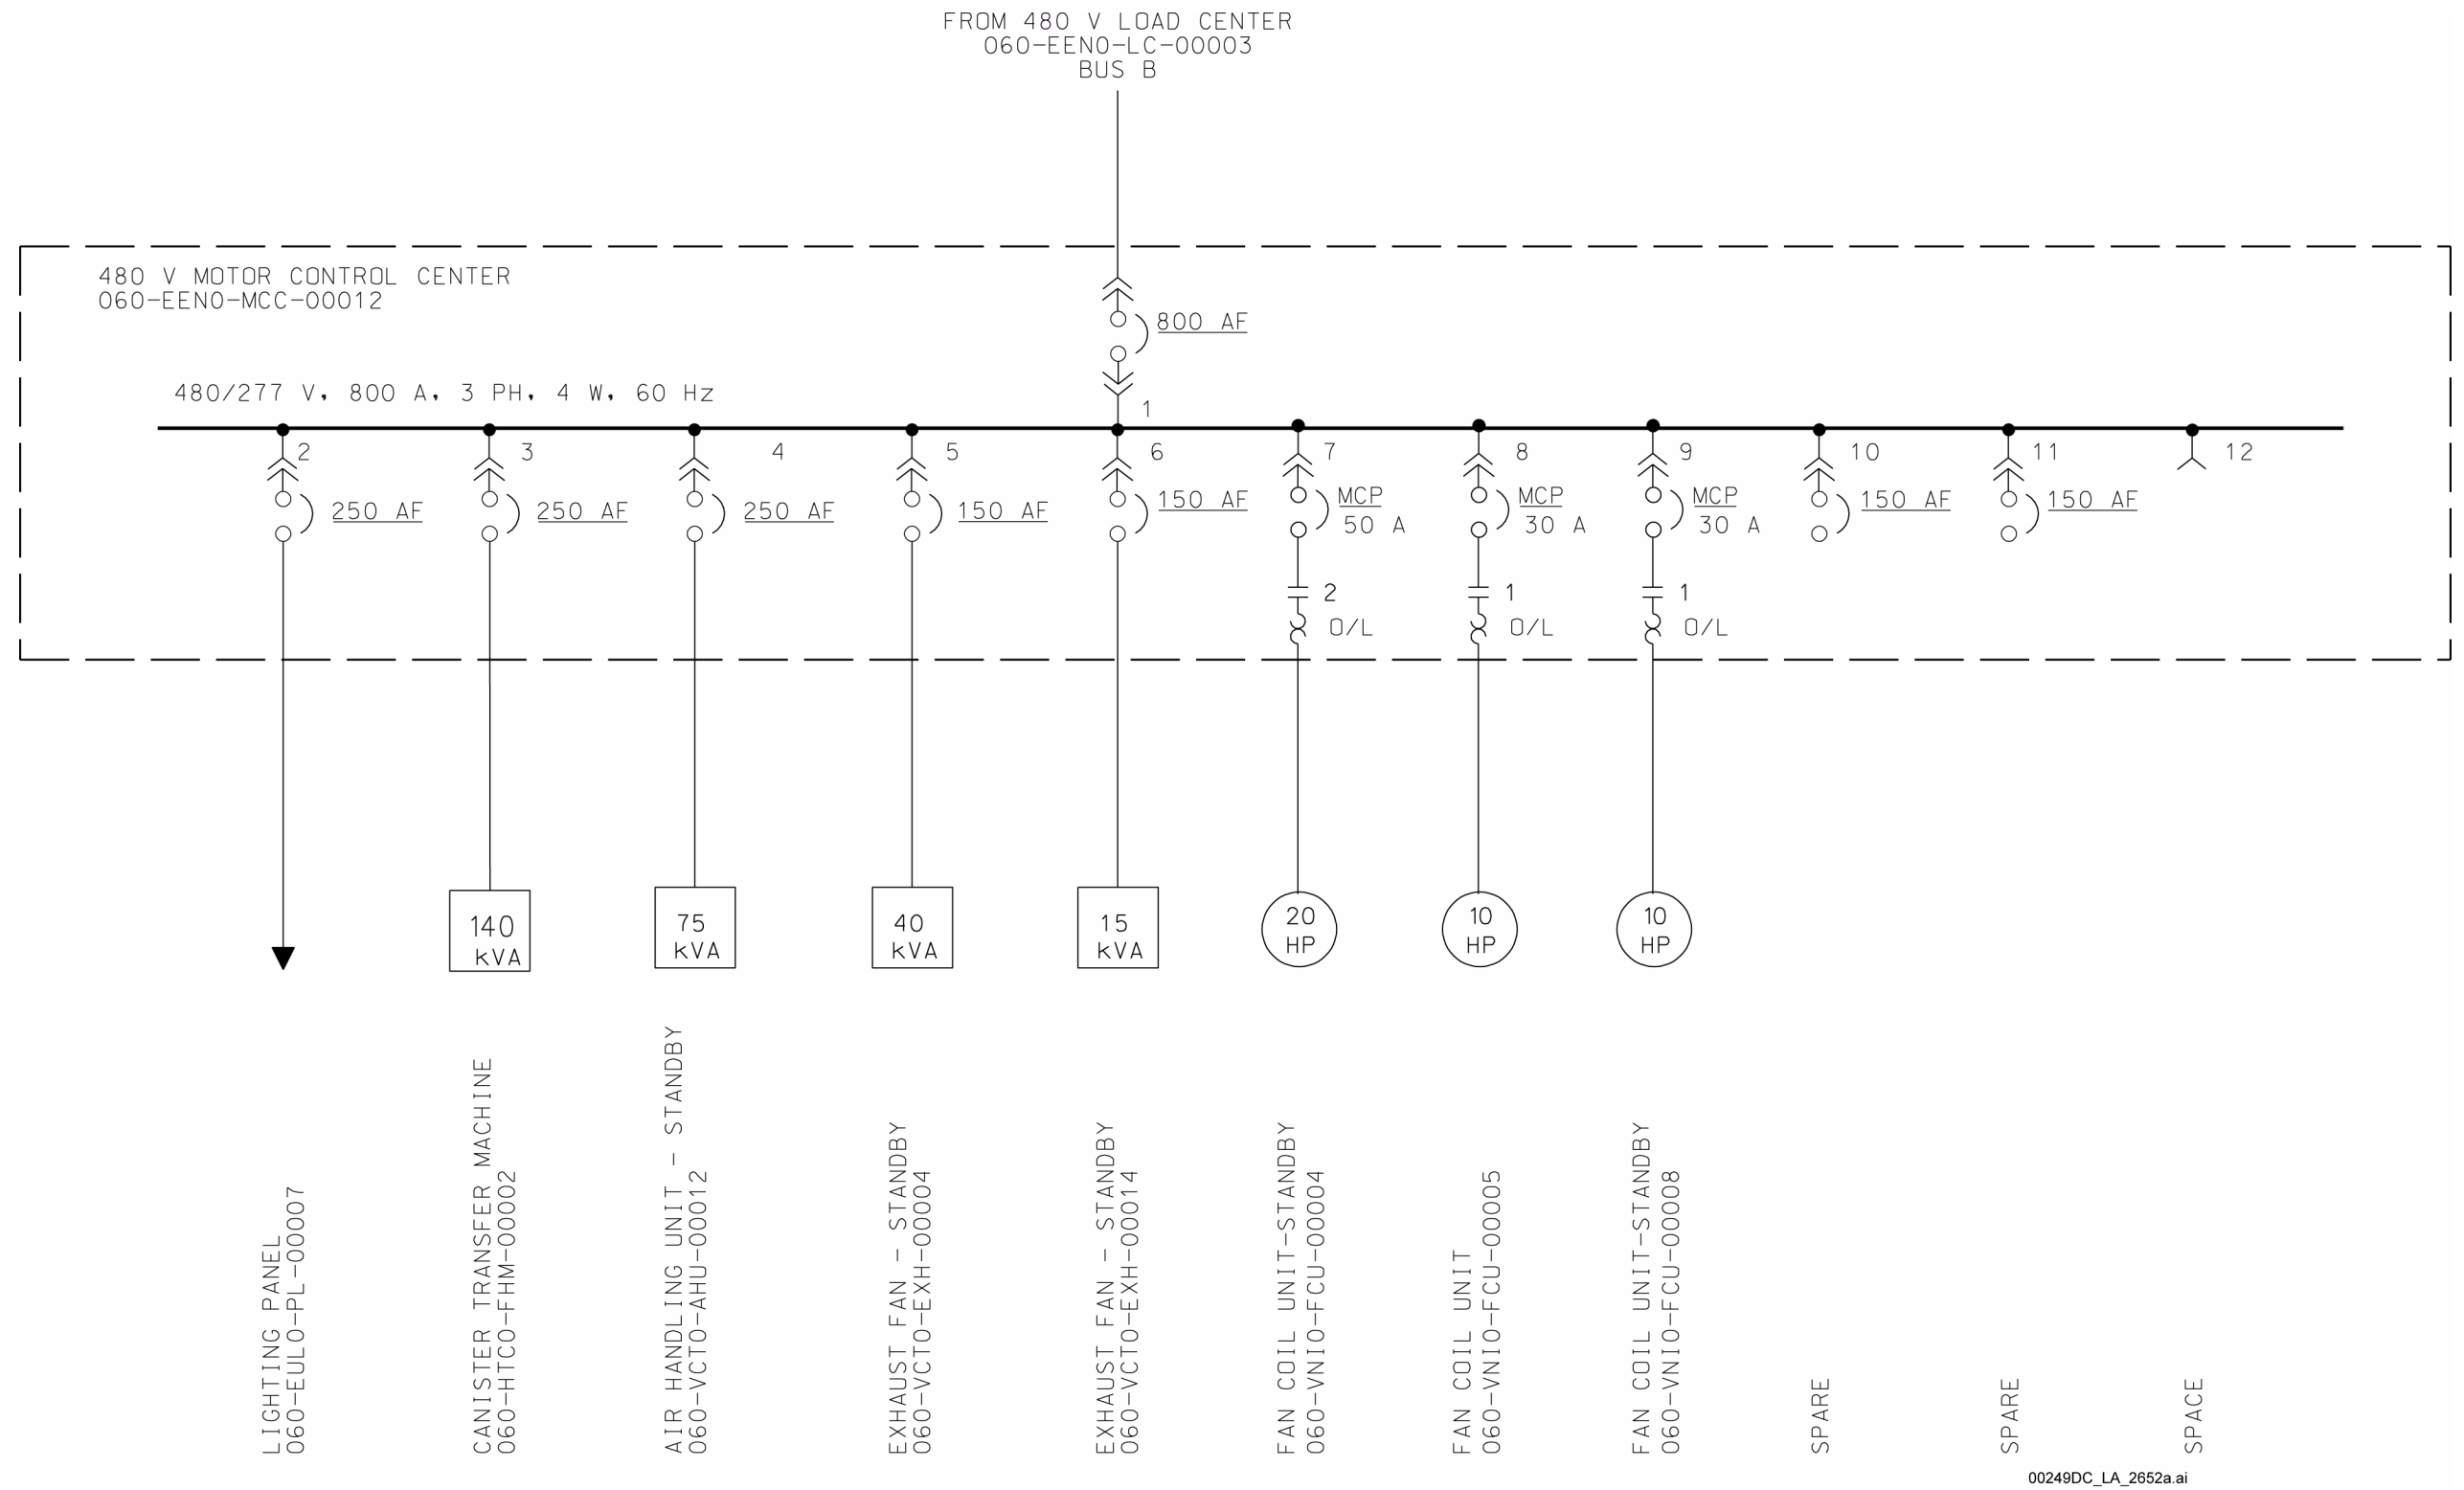 FROM 480 V LOAD CENTER
060-EEN0-LC-00003
BUS B
480 V MOTOR CONTROL CENTER
060-EEN0-MCC-00012
800 AF
480/277 V, 800 A, 3 PH, 4 W, 60 Hz
1
2
3
4
5
6
7
8
9
10
11
12
250 AF
250 AF
250 AF
150 AF
150 AF
MCP
50 A
MCP
30 A
MCP
30 A
150 AF
150 AF
2
O/L
1
O/L
1
O/L
140
kVA
75
kVA
40
kVA
15
kVA
20
HP
10
HP
10
HP
LIGHTING PANEL
060-EUL0-PL-00007
CANISTER TRANSFER MACHINE
060-HTC0-FHM-00002
AIR HANDLING UNIT - STANDBY
060-VCT0-AHU-00012
EXHAUST FAN - STANDBY
060-VCT0-EXH-00004
EXHAUST FAN - STANDBY
060-VCT0-EXH-00014
FAN COIL UNIT-STANDBY
060-VNI0-FCU-00004
FAN COIL UNIT
060-VNI0-FCU-00005
FAN COIL UNIT-STANDBY
060-VNI0-FCU-00008
SPARE
SPARE
SPACE
00249DC_LA_2652a.ai